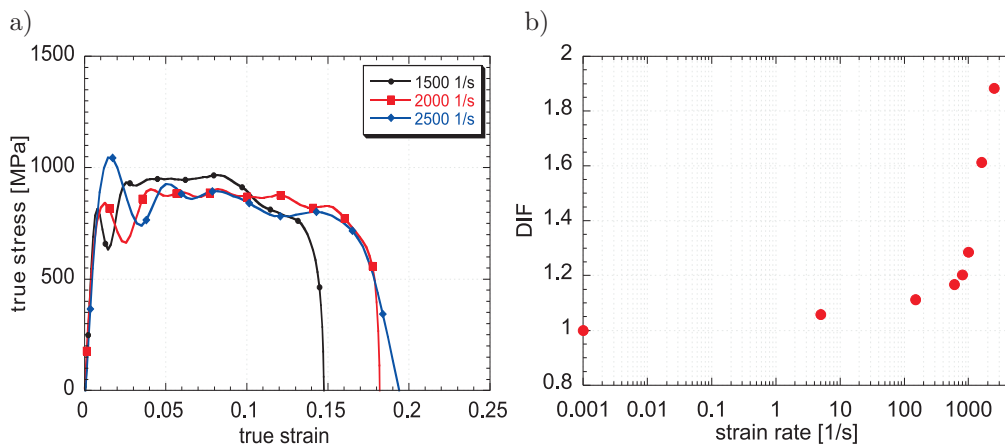 a)
1500
1000
500
0
true stress [MPa]
1500 1/s
2000 1/s
2500 1/s
0 0.05 0.1 0.15 0.2 0.25
true strain
b)
2
1.8
1.6
1.4
1.2
1
0.8
DIF
0.001 0.01 0.1 1 10 100 1000
strain rate [1/s]